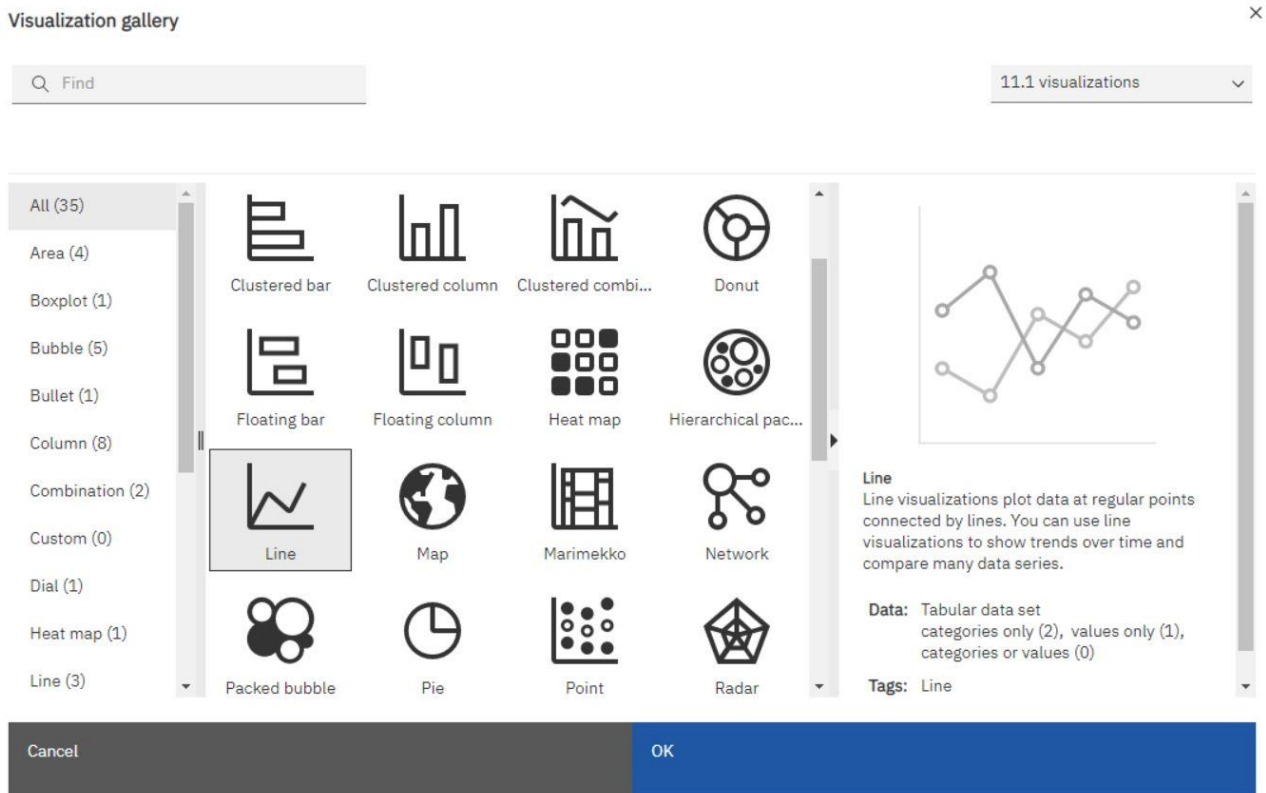 Visualization gallery
Find
11.1 visualizations
All (35)
Area (4)
Boxplot (1)
Bubble (5)
Bullet (1)
Column (8)
Combination (2)
Custom (0)
Dial (1)
Heat map (1)
Line (3)
Clustered bar
Clustered column
Clustered combi...
Donut
Floating bar
Floating column
Heat map
Hierarchical pac...
Line
Map
Marimekko
Network
Packed bubble
Pie
Point
Radar
Line
Line visualizations plot data at regular points
connected by lines. You can use line
visualizations to show trends over time and
compare many data series.
Data: Tabular data set
categories only (2), values only (1),
categories or values (0)
Tags: Line
Cancel
OK